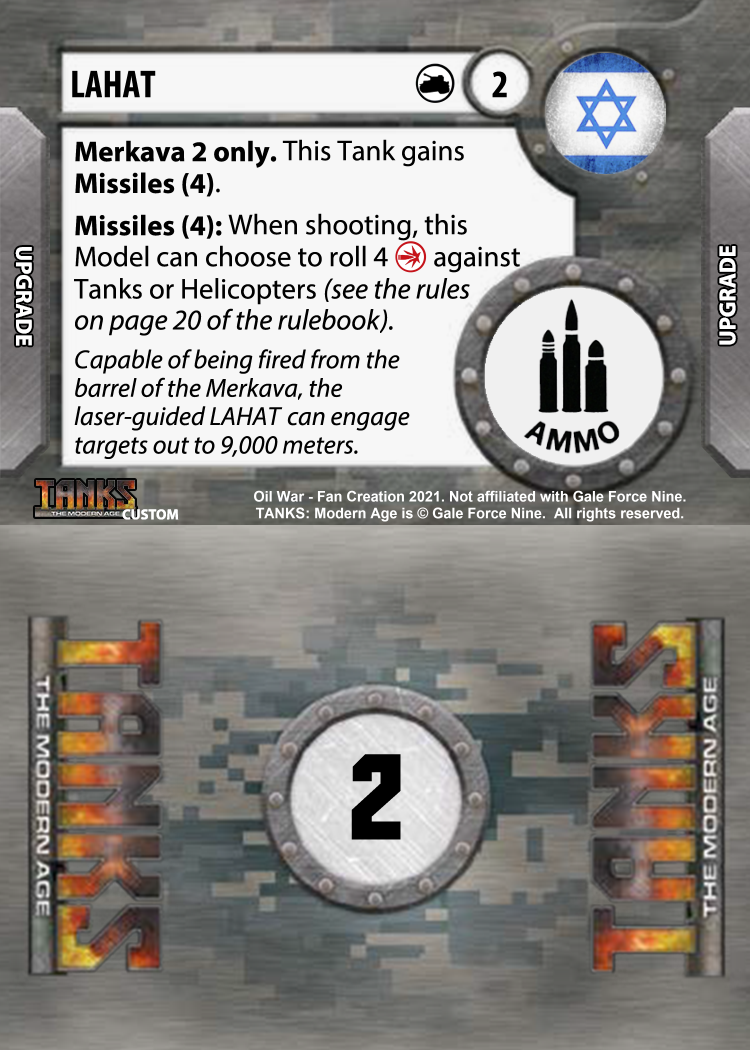 LAHAT
2
Merkava 2 only. This Tank gains
Missiles (4).
Missiles (4): When shooting, this
Model can choose to roll 4 against
Tanks or Helicopters (see the rules
on page 20 of the rulebook).
Capable of being fired from the
barrel of the Merkava, the
laser-guided LAHAT can engage
targets out to 9,000 meters.
UPGRADE
UPGRADE
AMMO
TANKS
THE MODERN AGE
CUSTOM
Oil War - Fan Creation 2021. Not affiliated with Gale Force Nine.
TANKS: Modern Age is © Gale Force Nine.  All rights reserved.
TANKS
THE MODERN AGE
2
TANKS
THE MODERN AGE